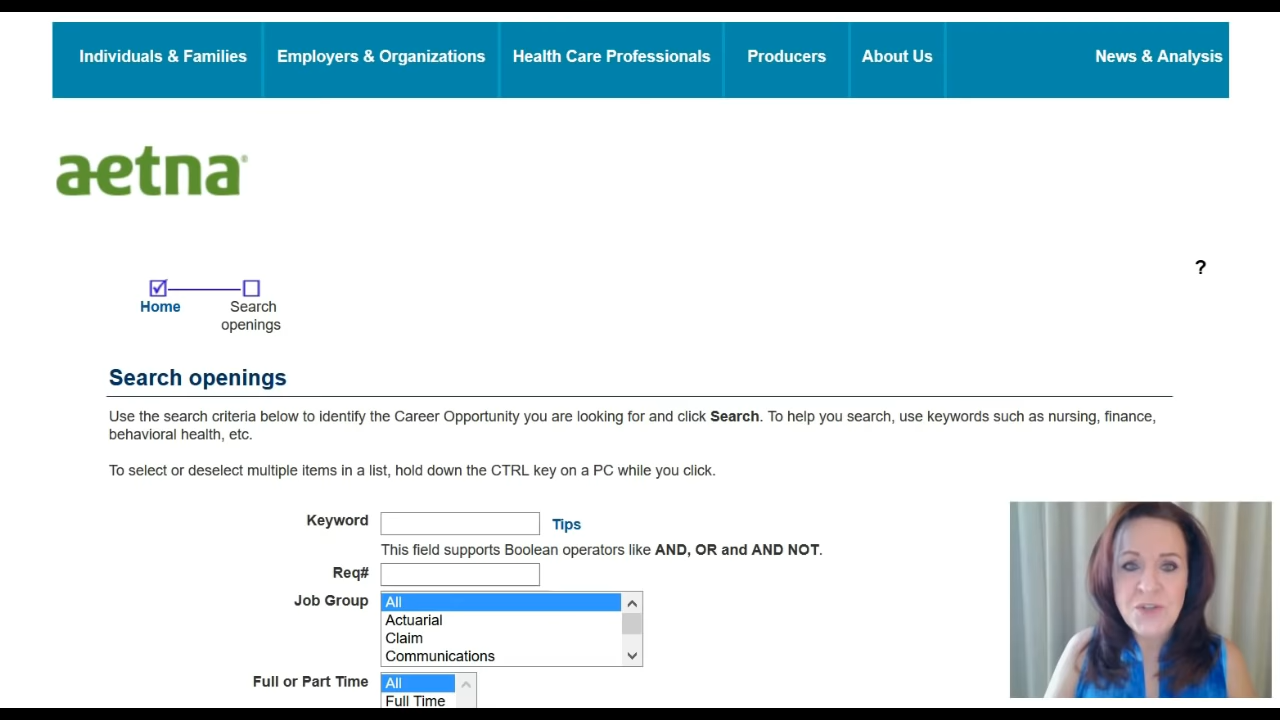 Individuals & Families Employers & Organizations Health Care Professionals Producers About Us News & Analysis
aetna®
?
Home Search
openings
Search openings
Use the search criteria below to identify the Career Opportunity you are looking for and click Search. To help you search, use keywords such as nursing, finance,
behavioral health, etc.
To select or deselect multiple items in a list, hold down the CTRL key on a PC while you click.
Keyword Tips
This field supports Boolean operators like AND, OR and AND NOT.
Req#
Job Group All
Actuarial
Claim
Communications
Full or Part Time All
Full Time